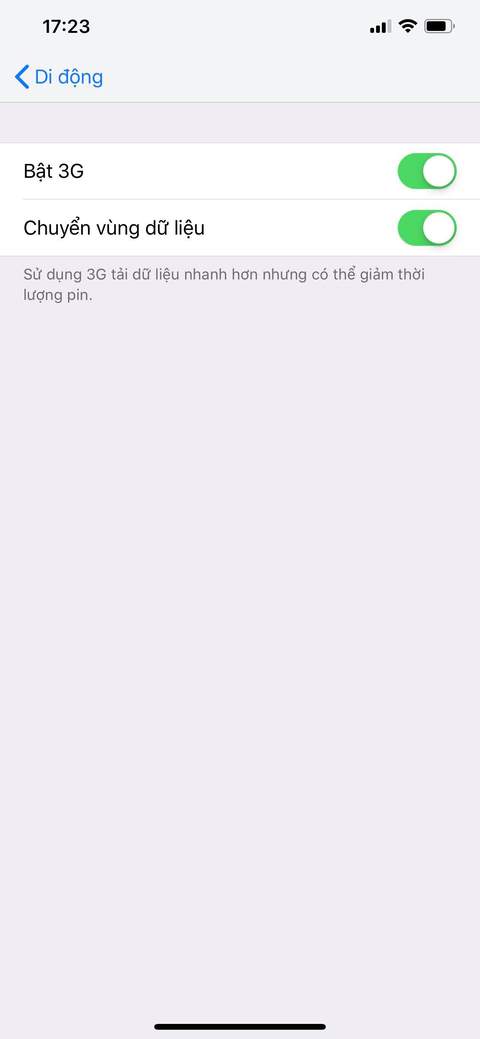 17:23
Di động
Bật 3G
Chuyển vùng dữ liệu
Sử dụng 3G tải dữ liệu nhanh hơn nhưng có thể giảm thời
lượng pin.